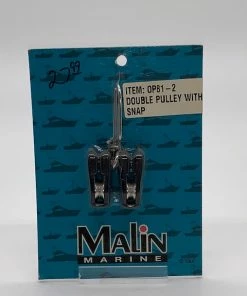 ITEM: OPB1-2
DOUBLE PULLEY WITH
SNAP
Malin
MARINE